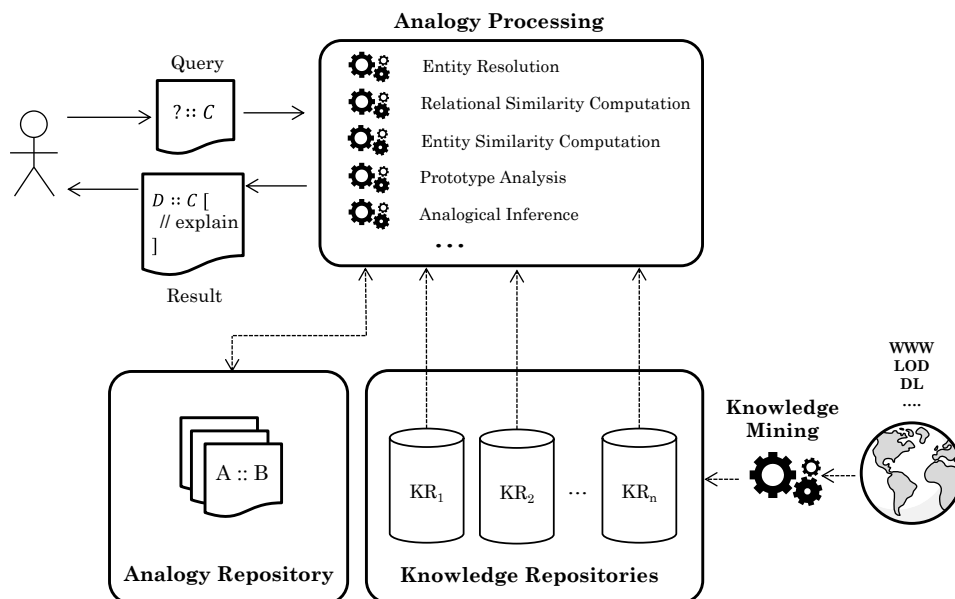 Analogy Processing
Query
? :: C
D :: C [
// explain
]
Result
Entity Resolution
Relational Similarity Computation
Entity Similarity Computation
Prototype Analysis
Analogical Inference
...
A :: B
Analogy Repository
KR1
KR2
...
KRn
Knowledge Repositories
Knowledge
Mining
WWW
LOD
DL
....